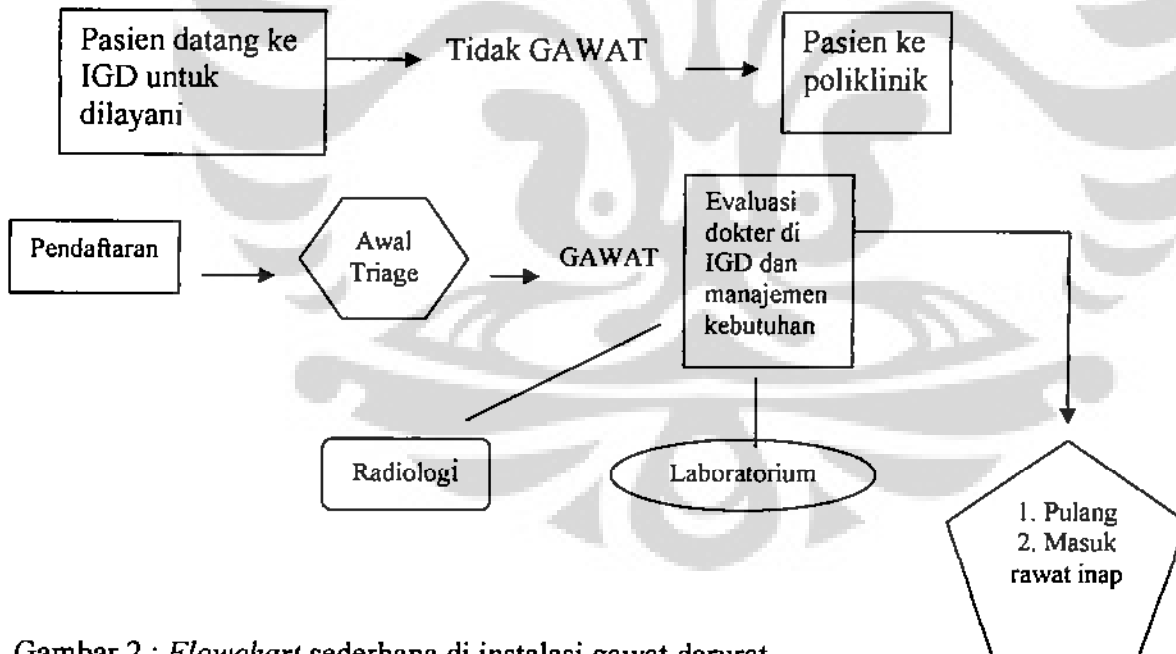 Pasien datang ke
IGD untuk
dilayani
Tidak GAWAT
Pasien ke
poliklinik
Pendaftaran
Awal
Triage
GAWAT
Evaluasi
dokter di
IGD dan
manajemen
kebutuhan
Radiologi
Laboratorium
1. Pulang
2. Masuk
rawat inap
Gambar 2 : Flowchart sederhana di instalasi gawat darurat